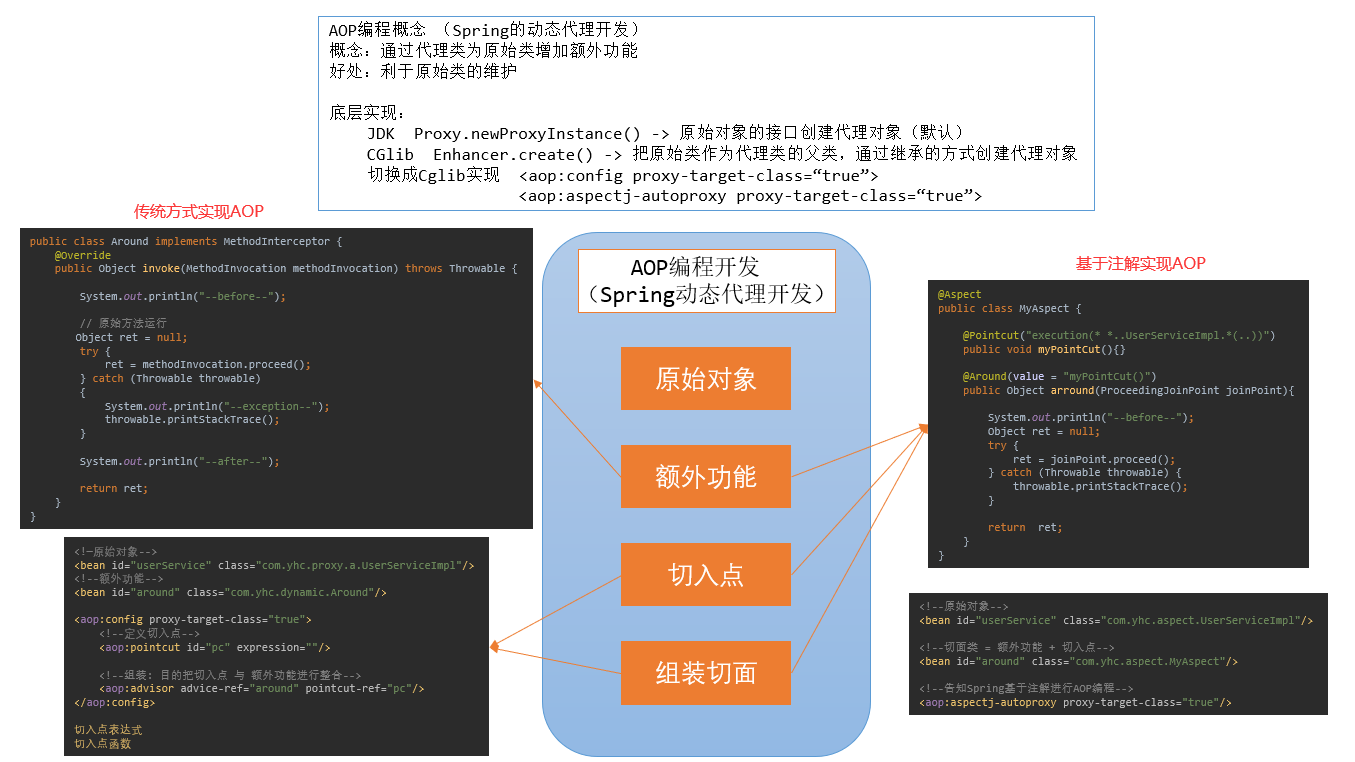 AOP编程概念 （Spring的动态代理开发）
概念：通过代理类为原始类增加额外功能
好处：利于原始类的维护
底层实现：
JDK  Proxy.newProxyInstance() -> 原始对象的接口创建代理对象（默认）
CGlib  Enhancer.create() -> 把原始类作为代理类的父类，通过继承的方式创建代理对象
切换成Cglib实现  <aop:config proxy-target-class=“true”>
<aop:aspectj-autoproxy proxy-target-class=“true”>
传统方式实现AOP
public class Around implements MethodInterceptor {
@Override
public Object invoke(MethodInvocation methodInvocation) throws Throwable {
System.out.println("--before--");
// 原始方法运行
Object ret = null;
try {
ret = methodInvocation.proceed();
} catch (Throwable throwable)
{
System.out.println("--exception--");
throwable.printStackTrace();
}
System.out.println("--after--");
return ret;
}
}
<!—原始对象-->
<bean id="userService" class="com.yhc.proxy.a.UserServiceImpl"/>
<!--额外功能-->
<bean id="around" class="com.yhc.dynamic.Around"/>
<aop:config proxy-target-class="true">
<!--定义切入点-->
<aop:pointcut id="pc" expression=""/>
<!--组装: 目的把切入点 与 额外功能进行整合-->
<aop:advisor advice-ref="around" pointcut-ref="pc"/>
</aop:config>
切入点表达式
切入点函数
AOP编程开发
（Spring动态代理开发）
原始对象
额外功能
切入点
组装切面
基于注解实现AOP
@Aspect
public class MyAspect {
@Pointcut("execution(* *..UserServiceImpl.*(..))")
public void myPointCut(){}
@Around(value = "myPointCut()")
public Object arround(ProceedingJoinPoint joinPoint){
System.out.println("--before--");
Object ret = null;
try {
ret = joinPoint.proceed();
} catch (Throwable throwable) {
throwable.printStackTrace();
}
return  ret;
}
}
<!--原始对象-->
<bean id="userService" class="com.yhc.aspect.UserServiceImpl"/>
<!--切面类 = 额外功能 + 切入点-->
<bean id="around" class="com.yhc.aspect.MyAspect"/>
<!--告知Spring基于注解进行AOP编程-->
<aop:aspectj-autoproxy proxy-target-class="true"/>